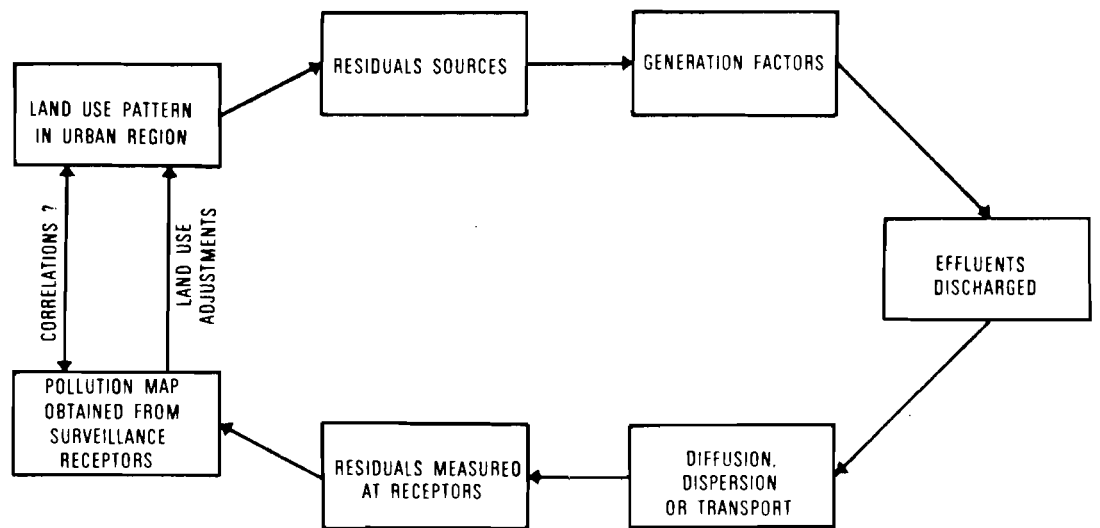 LAND USE PATTERN
IN URBAN REGION
RESIDUALS SOURCES
GENERATION FACTORS
EFFLUENTS
DISCHARGED
DIFFUSION,
DISPERSION
OR TRANSPORT
RESIDUALS MEASURED
AT RECEPTORS
POLLUTION MAP
OBTAINED FROM
SURVEILLANCE
RECEPTORS
CORRELATIONS ?
LAND USE
ADJUSTMENTS